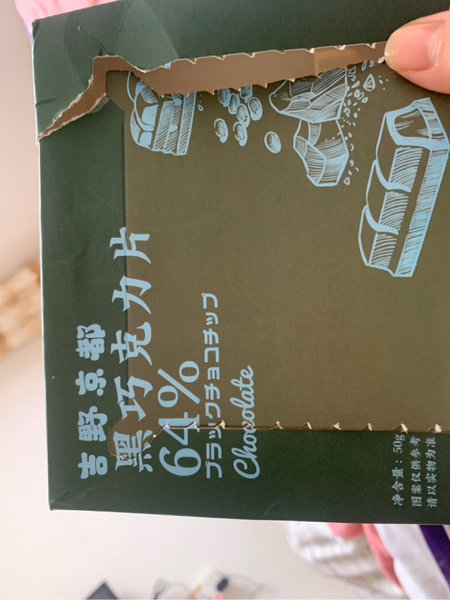 吉野京都
黑巧克力片
64%
ブラックチョコチップ
Chocolate
净含量：50g
图案仅供参考
请以实物为准